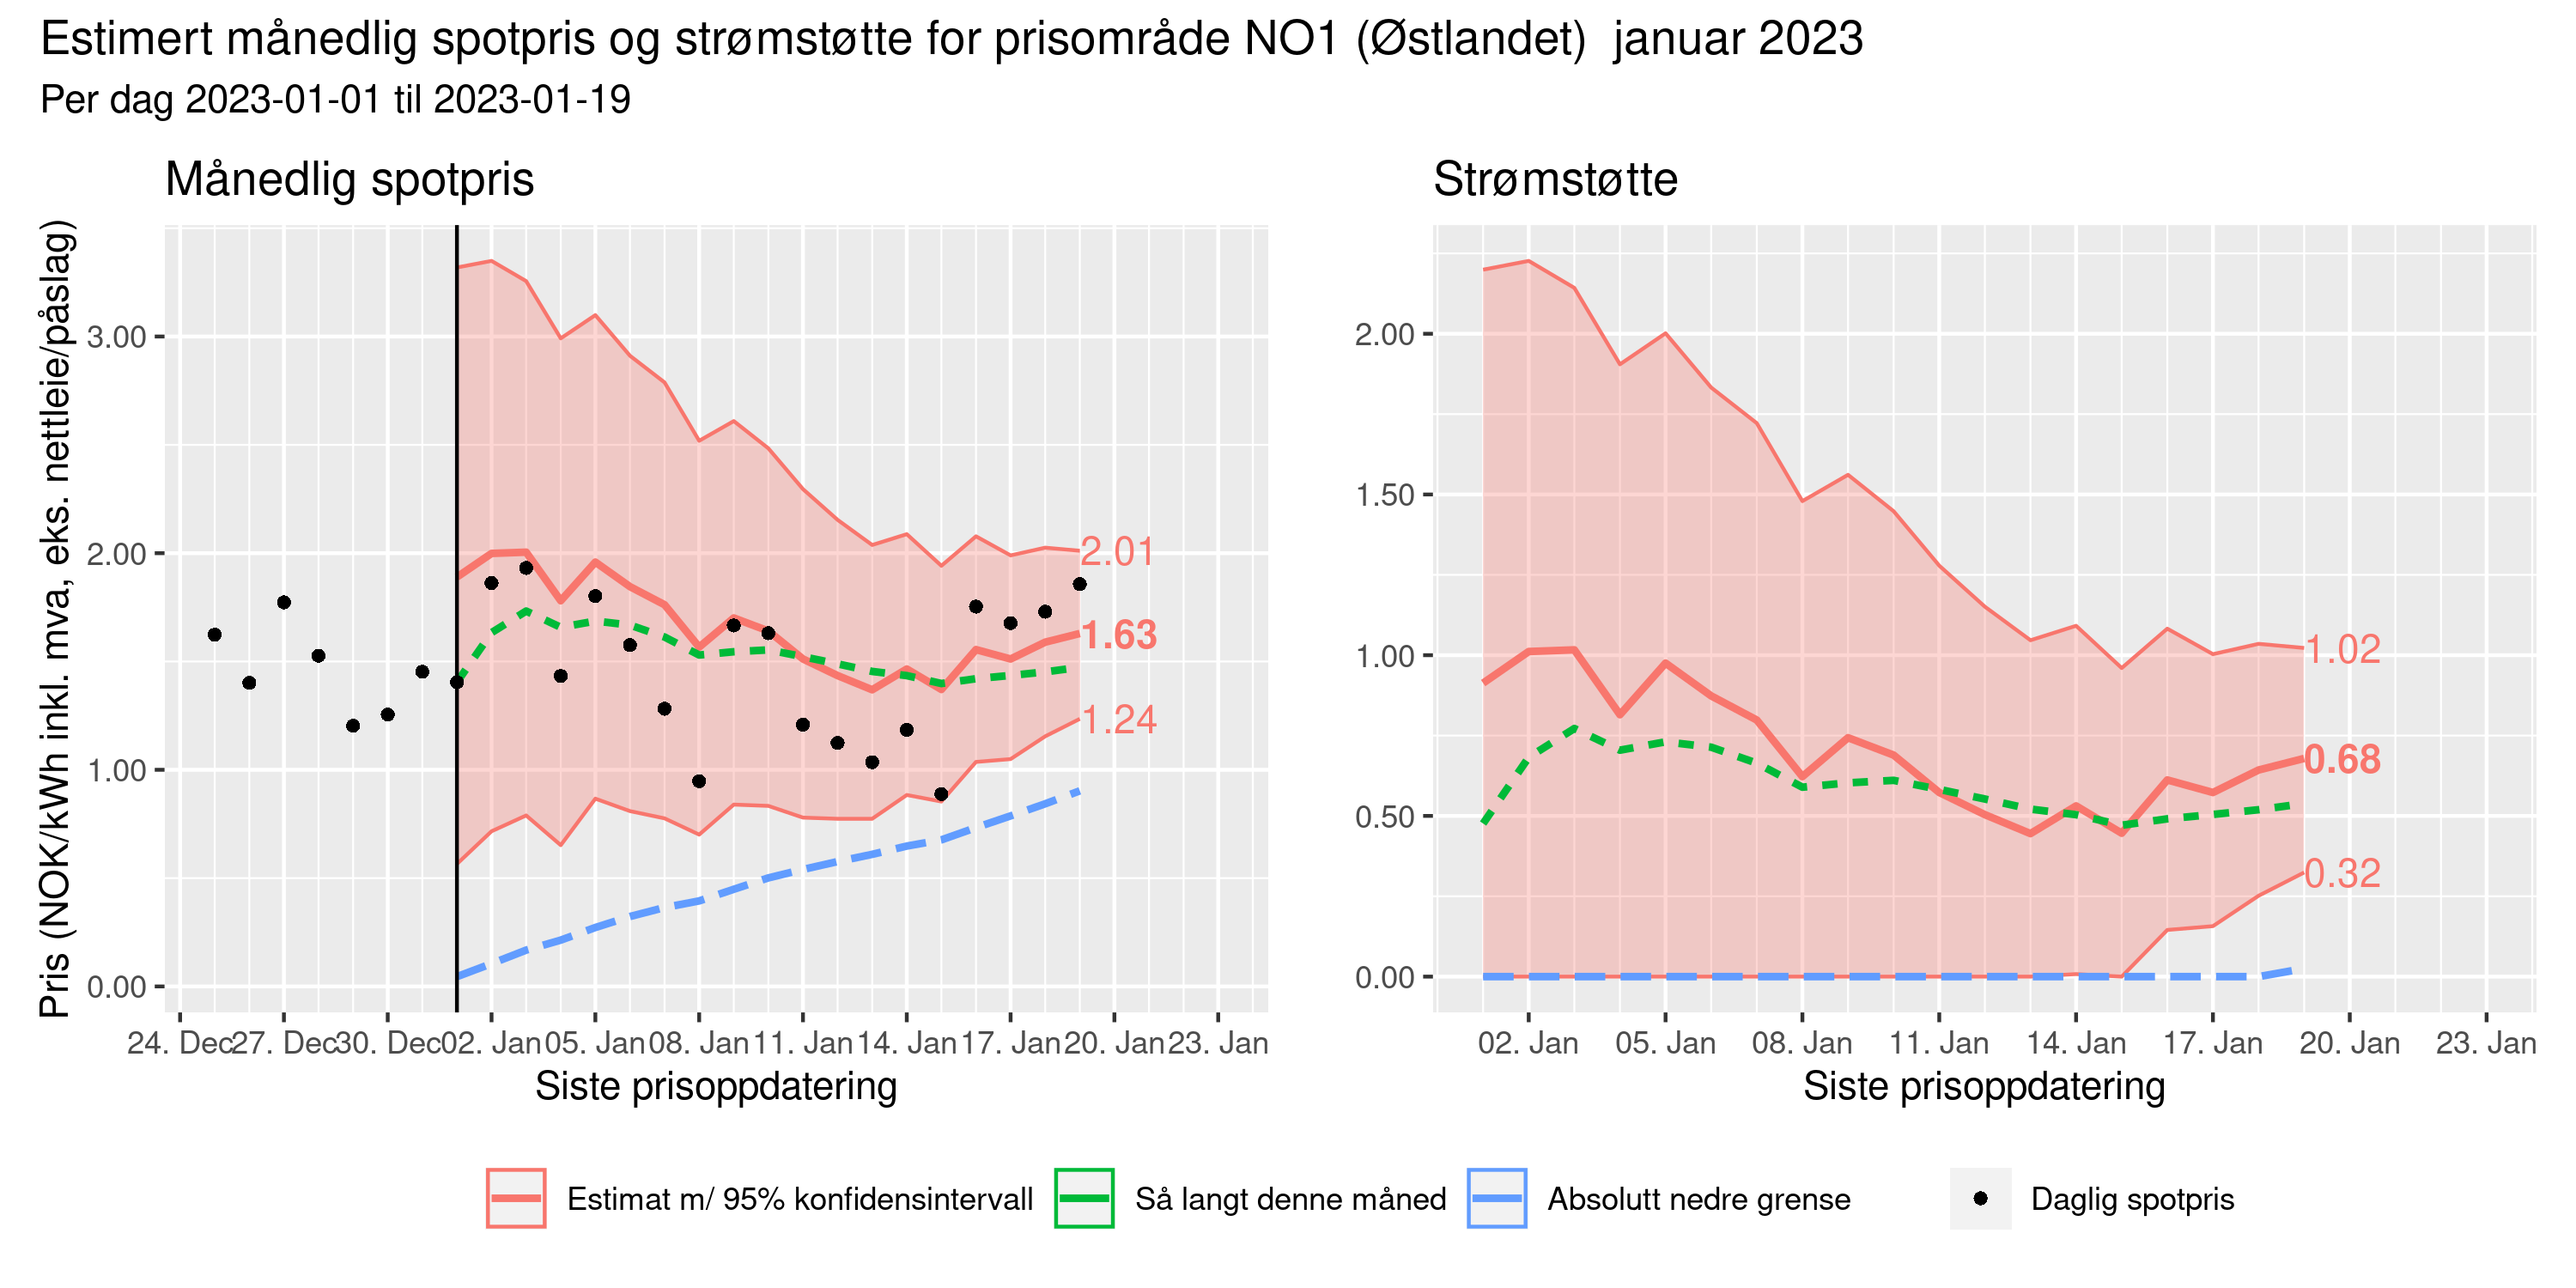 Estimert månedlig spotpris og strømstøtte for prisområde NO1 (Østlandet)  januar 2023
Per dag 2023-01-01 til 2023-01-19
Månedlig spotpris
Pris (NOK/kWh inkl. mva, eks. nettleie/påslag)
3.00
2.00
1.00
0.00
2.01
1.63
1.24
24. Dec 27. Dec 30. Dec 02. Jan 05. Jan 08. Jan 11. Jan 14. Jan 17. Jan 20. Jan 23. Jan
Siste prisoppdatering
Strømstøtte
2.00
1.50
1.00
0.50
0.00
1.02
0.68
0.32
02. Jan 05. Jan 08. Jan 11. Jan 14. Jan 17. Jan 20. Jan 23. Jan
Siste prisoppdatering
Estimat m/ 95% konfidensintervall
Så langt denne måned
Absolutt nedre grense
Daglig spotpris